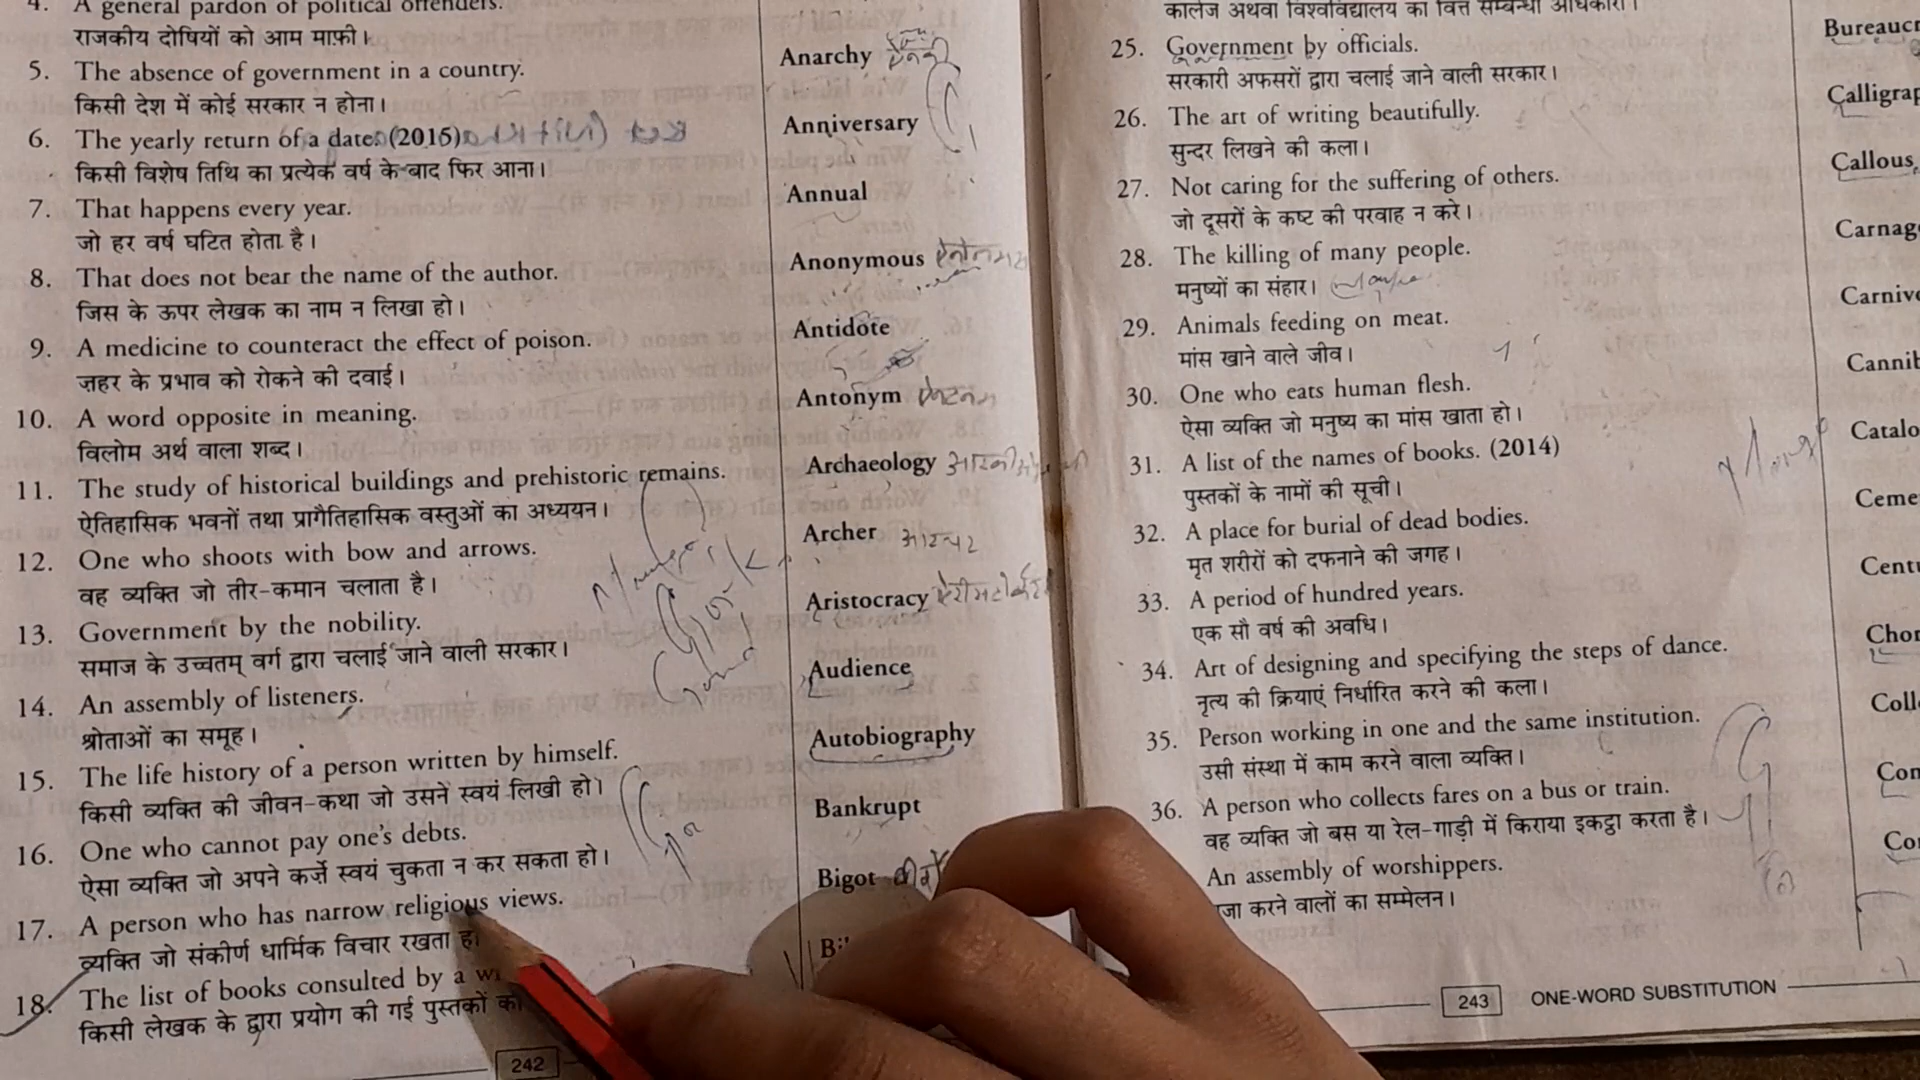 4. A general pardon of political offenders.
राजकीय दोषियों को आम माफ़ी।
5. The absence of government in a country. Anarchy
किसी देश में कोई सरकार न होना।
6. The yearly return of a date. (2015) Anniversary
किसी विशेष तिथि का प्रत्येक वर्ष के बाद फिर आना।
7. That happens every year. Annual
जो हर वर्ष घटित होता है।
8. That does not bear the name of the author. Anonymous
जिस के ऊपर लेखक का नाम न लिखा हो।
9. A medicine to counteract the effect of poison. Antidote
ज़हर के प्रभाव को रोकने की दवाई।
10. A word opposite in meaning. Antonym
विलोम अर्थ वाला शब्द।
11. The study of historical buildings and prehistoric remains. Archaeology
ऐतिहासिक भवनों तथा प्रागैतिहासिक वस्तुओं का अध्ययन।
12. One who shoots with bow and arrows. Archer आरचर
वह व्यक्ति जो तीर-कमान चलाता है।
13. Government by the nobility. Aristocracy
समाज के उच्चतम् वर्ग द्वारा चलाई जाने वाली सरकार।
14. An assembly of listeners. Audience
श्रोताओं का समूह।
15. The life history of a person written by himself. Autobiography
किसी व्यक्ति की जीवन-कथा जो उसने स्वयं लिखी हो।
16. One who cannot pay one's debts. Bankrupt
ऐसा व्यक्ति जो अपने कर्ज़े स्वयं चुकता न कर सकता हो।
17. A person who has narrow religious views. Bigot
व्यक्ति जो संकीर्ण धार्मिक विचार रखता
18. The list of books consulted by a
किसी लेखक के द्वारा प्रयोग की गई पुस्तकों
242
कालेज अथवा विश्वविद्यालय का वित्त सम्बन्धी अधिकारी।
25. Government by officials. Bureaucr
सरकारी अफसरों द्वारा चलाई जाने वाली सरकार।
26. The art of writing beautifully. Calligrap
सुन्दर लिखने की कला।
27. Not caring for the suffering of others. Callous
जो दूसरों के कष्ट की परवाह न करे।
28. The killing of many people. Carnag
मनुष्यों का संहार।
29. Animals feeding on meat. Carnivo
मांस खाने वाले जीव।
30. One who eats human flesh. Cannib
ऐसा व्यक्ति जो मनुष्य का मांस खाता हो।
31. A list of the names of books. (2014) Catalo
पुस्तकों के नामों की सूची।
32. A place for burial of dead bodies. Ceme
मृत शरीरों को दफनाने की जगह।
33. A period of hundred years. Centu
एक सौ वर्ष की अवधि।
34. Art of designing and specifying the steps of dance. Chor
नृत्य की क्रियाएं निर्धारित करने की कला।
35. Person working in one and the same institution. Coll
उसी संस्था में काम करने वाला व्यक्ति।
36. A person who collects fares on a bus or train. Con
वह व्यक्ति जो बस या रेल-गाड़ी में किराया इकट्ठा करता है।
An assembly of worshippers. Co
जा करने वालों का सम्मेलन।
243 ONE-WORD SUBSTITUTION